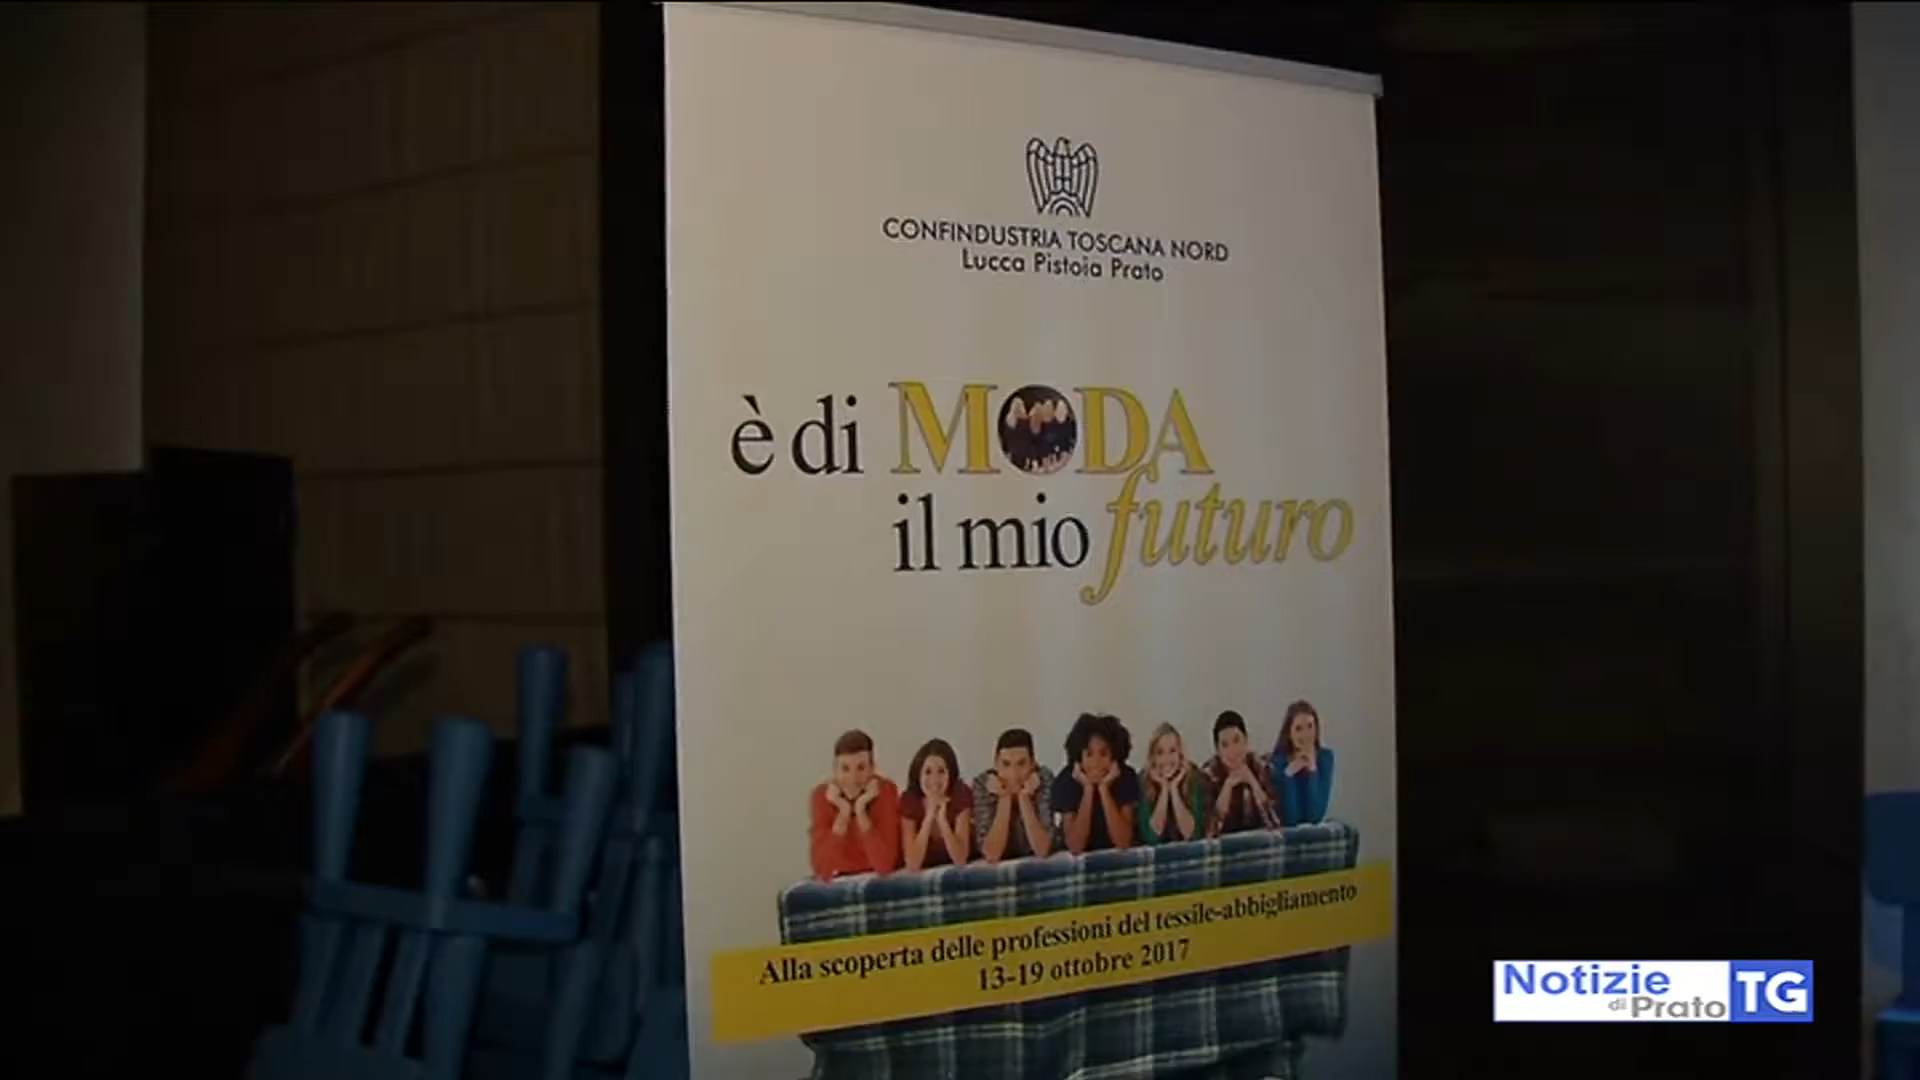 CONFINDUSTRIA TOSCANA NORD
Lucca Pistoia Prato
è di MODA
il mio futuro
Alla scoperta delle professioni del tessile-abbigliamento
13-19 ottobre 2017
Notizie
di Prato TG